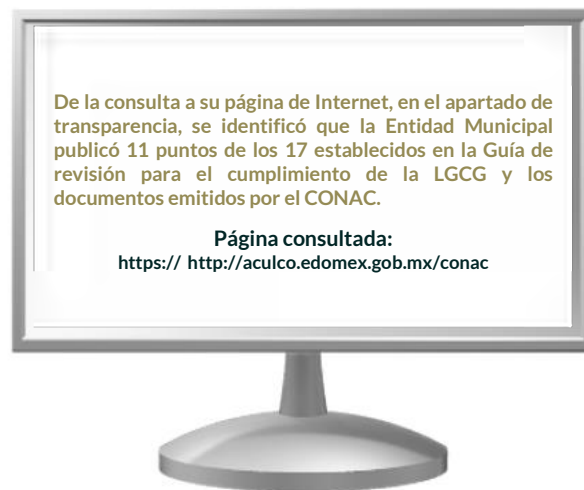 De la consulta a su página de Internet, en el apartado de
transparencia, se identificó que la Entidad Municipal
publicó 11 puntos de los 17 establecidos en la Guía de
revisión para el cumplimiento de la LGCG y los
documentos emitidos por el CONAC.
Página consultada:
https:// http://aculco.edomex.gob.mx/conac